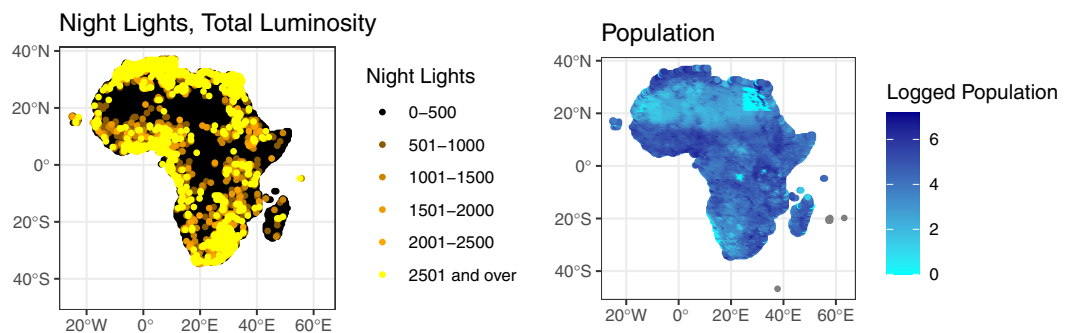 Night Lights, Total Luminosity
40°N
20°N
0°
20°S
40°S
20°W 0° 20°E 40°E 60°E
Night Lights
0−500
501−1000
1001−1500
1501−2000
2001−2500
2501 and over
Population
40°N
20°N
0°
20°S
40°S
20°W 0° 20°E 40°E 60°E
Logged Population
6
4
2
0